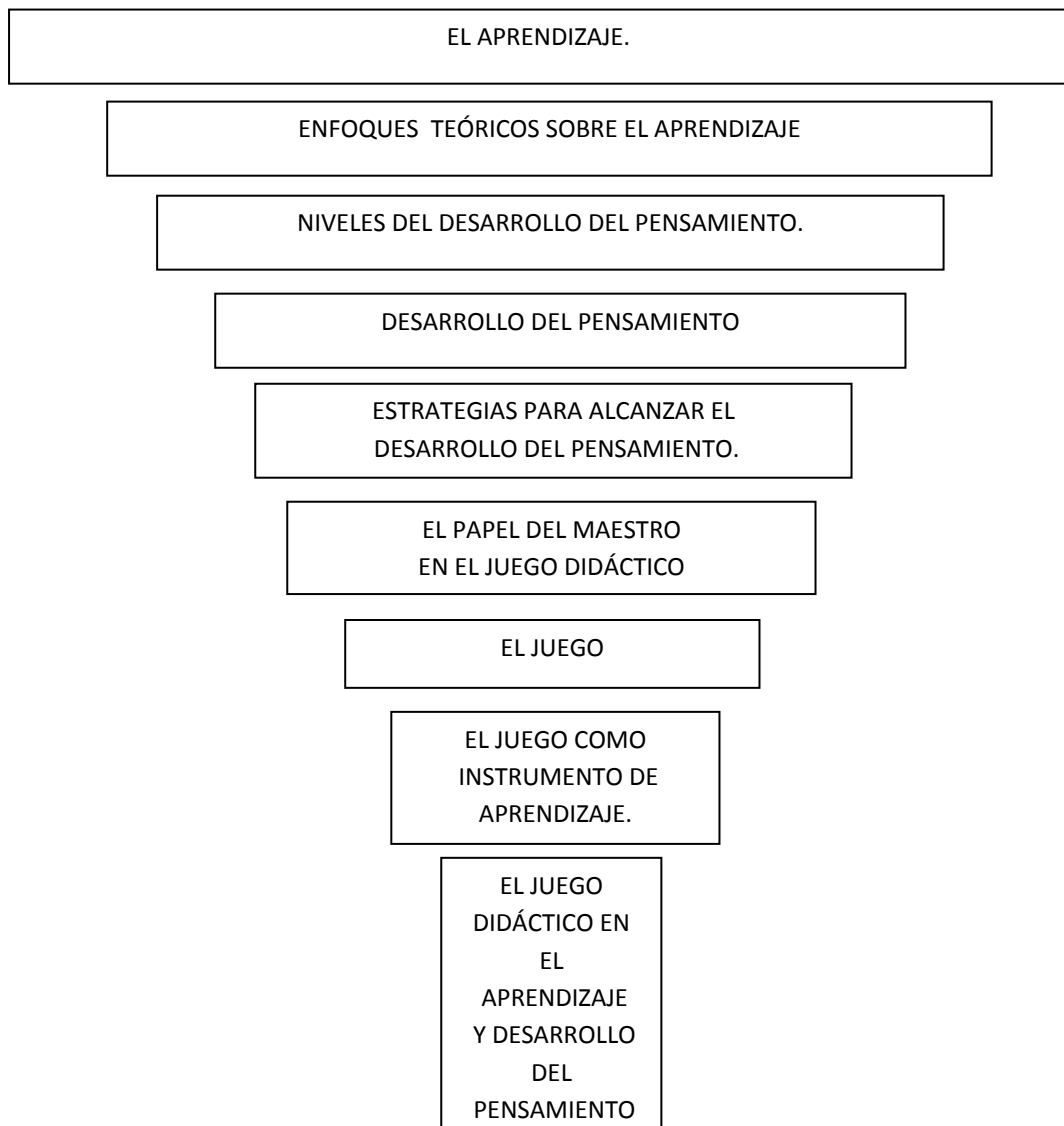 EL APRENDIZAJE.
ENFOQUES TEÓRICOS SOBRE EL APRENDIZAJE
NIVELES DEL DESARROLLO DEL PENSAMIENTO.
DESARROLLO DEL PENSAMIENTO
ESTRATEGIAS PARA ALCANZAR EL
DESARROLLO DEL PENSAMIENTO.
EL PAPEL DEL MAESTRO
EN EL JUEGO DIDÁCTICO
EL JUEGO
EL JUEGO COMO
INSTRUMENTO DE
APRENDIZAJE.
EL JUEGO
DIDÁCTICO EN
EL
APRENDIZAJE
Y DESARROLLO
DEL
PENSAMIENTO